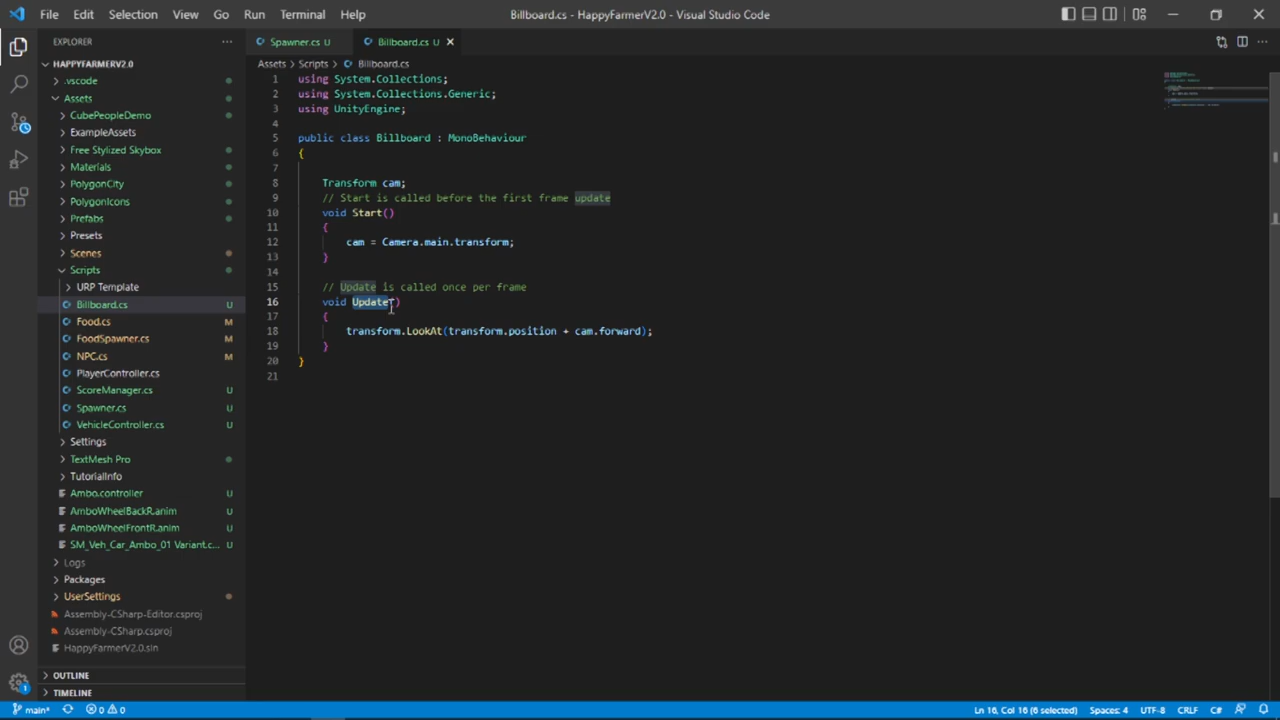 File Edit Selection View Go Run Terminal Help
Billboard.cs - HappyFarmerV2.0 - Visual Studio Code
EXPLORER
HAPPYFARMERV2.0
.vscode
Assets
CubePeopleDemo
ExampleAssets
Free Stylized Skybox
Materials
PolygonCity
PolygonIcons
Prefabs
Presets
Scenes
Scripts
URP Template
Billboard.cs U
Food.cs M
FoodSpawner.cs M
NPC.cs M
PlayerController.cs
ScoreManager.cs U
Spawner.cs U
VehicleController.cs U
Settings
TextMesh Pro
TutorialInfo
Ambo.controller U
AmboWheelBackR.anim U
AmboWheelFrontR.anim U
SM_Veh_Car_Ambo_01 Variant.c... U
Logs
Packages
UserSettings
Assembly-CSharp-Editor.csproj
Assembly-CSharp.csproj
HappyFarmerV2.0.sln
OUTLINE
TIMELINE
Spawner.cs U
Billboard.cs U
Assets > Scripts > Billboard.cs
1 using System.Collections;
2 using System.Collections.Generic;
3 using UnityEngine;
4
5 public class Billboard : MonoBehaviour
6 {
7
8 Transform cam;
9 // Start is called before the first frame update
10 void Start()
11 {
12 cam = Camera.main.transform;
13 }
14
15 // Update is called once per frame
16 void Update()
17 {
18 transform.LookAt(transform.position + cam.forward);
19 }
20 }
21
main* 0 0
Ln 16, Col 16 (6 selected) Spaces: 4 UTF-8 CRLF C#